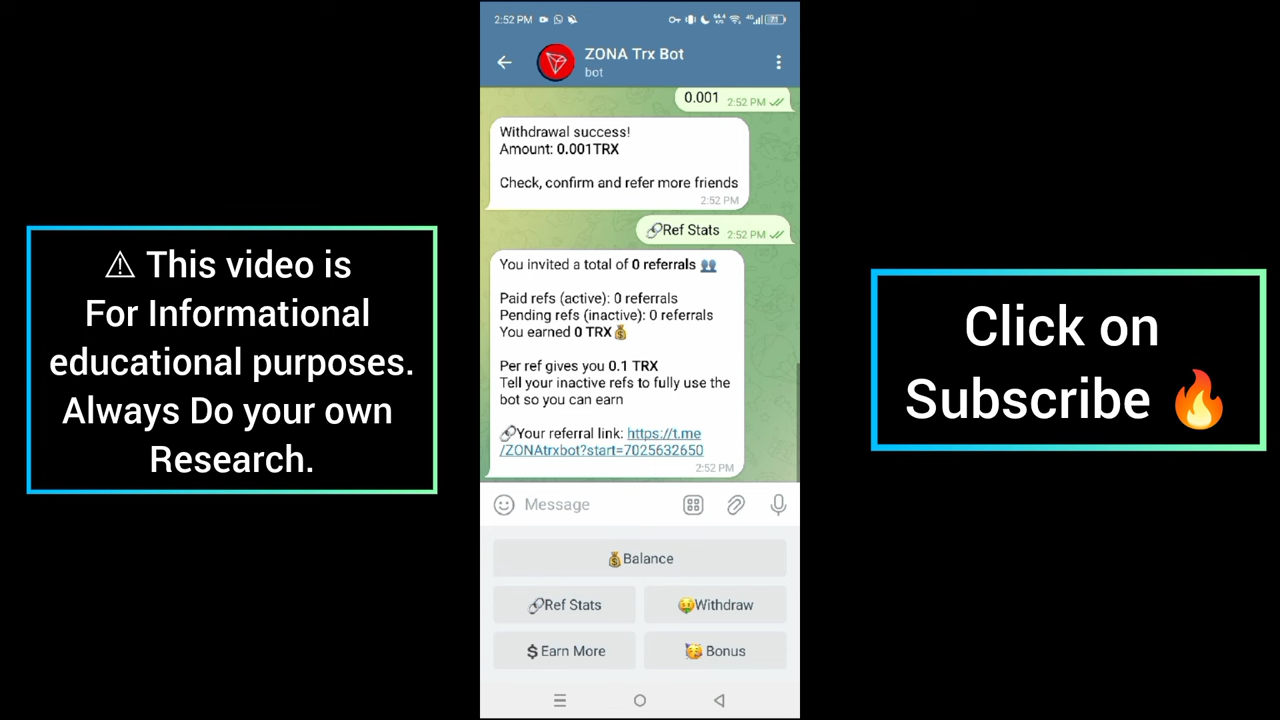 ⚠ This video is
For Informational
educational purposes.
Always Do your own
Research.
2:52 PM
54.4
K/s
4G
ZONA Trx Bot
bot
0.001 2:52 PM
Withdrawal success!
Amount: 0.001TRX
Check, confirm and refer more friends
2:52 PM
🔗Ref Stats 2:52 PM
You invited a total of 0 referrals 👥
Paid refs (active): 0 referrals
Pending refs (inactive): 0 referrals
You earned 0 TRX💰
Per ref gives you 0.1 TRX
Tell your inactive refs to fully use the
bot so you can earn
🔗Your referral link: https://t.me
/ZONAtrxbot?start=7025632650
2:52 PM
Message
💰Balance
🔗Ref Stats
🤑Withdraw
$ Earn More
🥳 Bonus
Click on
Subscribe 🔥